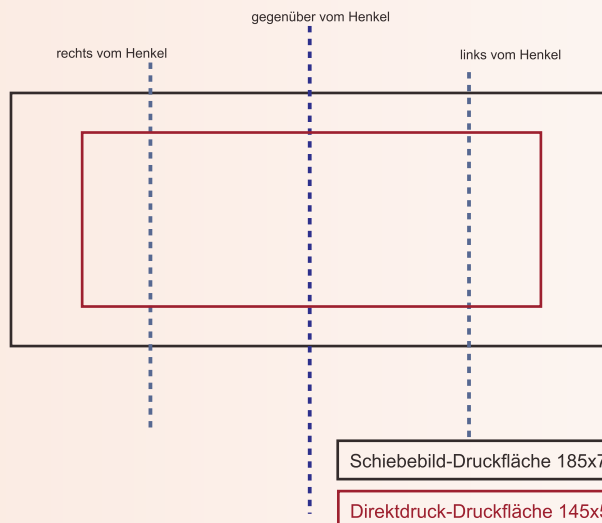 gegenüber vom Henkel
rechts vom Henkel
links vom Henkel
Schiebebild-Druckfläche 185x7
Direktdruck-Druckfläche 145x5